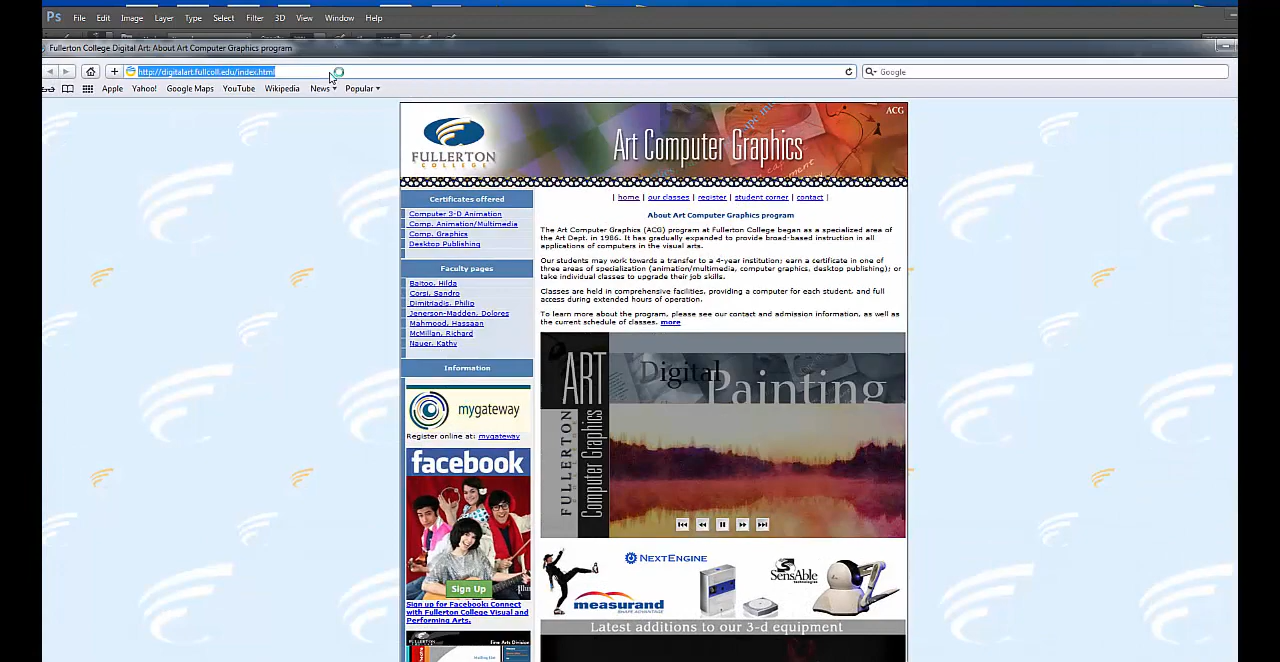 Ps File Edit Image Layer Type Select Filter 3D View Window Help
Fullerton College Digital Art: About Art Computer Graphics program
http://digitalart.fullcoll.edu/index.html
Google
Apple Yahoo! Google Maps YouTube Wikipedia News Popular
FULLERTON
COLLEGE
Art Computer Graphics
ACG
Certificates offered
Computer 3-D Animation
Comp. Animation/Multimedia
Comp. Graphics
Desktop Publishing
Faculty pages
Baitoo, Hilda
Corsi, Sandro
Dimitriadis, Philip
Jenerson-Madden, Dolores
Mahmood, Hassaan
McMillan, Richard
Nauer, Kathy
Information
mygateway
Register online at: mygateway
facebook
Sign Up
Sign up for Facebook: Connect
with Fullerton College Visual and
Performing Arts.
Fine Arts Division
| home | our classes | register | student corner | contact |
About Art Computer Graphics program
The Art Computer Graphics (ACG) program at Fullerton College began as a specialized area of
the Art Dept. in 1986. It has gradually expanded to provide broad-based instruction in all
applications of computers in the visual arts.
Our students may work towards a transfer to a 4-year institution; earn a certificate in one of
three areas of specialization (animation/multimedia, computer graphics, desktop publishing); or
take individual classes to upgrade their job skills.
Classes are held in comprehensive facilities, providing a computer for each student, and full
access during extended hours of operation.
To learn more about the program, please see our contact and admission information, as well as
the current schedule of classes. more
ART
Digital Painting
FULLERTON
Computer Graphics
NEXTENGINE
SENSABLE
TECHNOLOGIES
measurand
SHAPE ADVANTAGE
Latest additions to our 3-d equipment